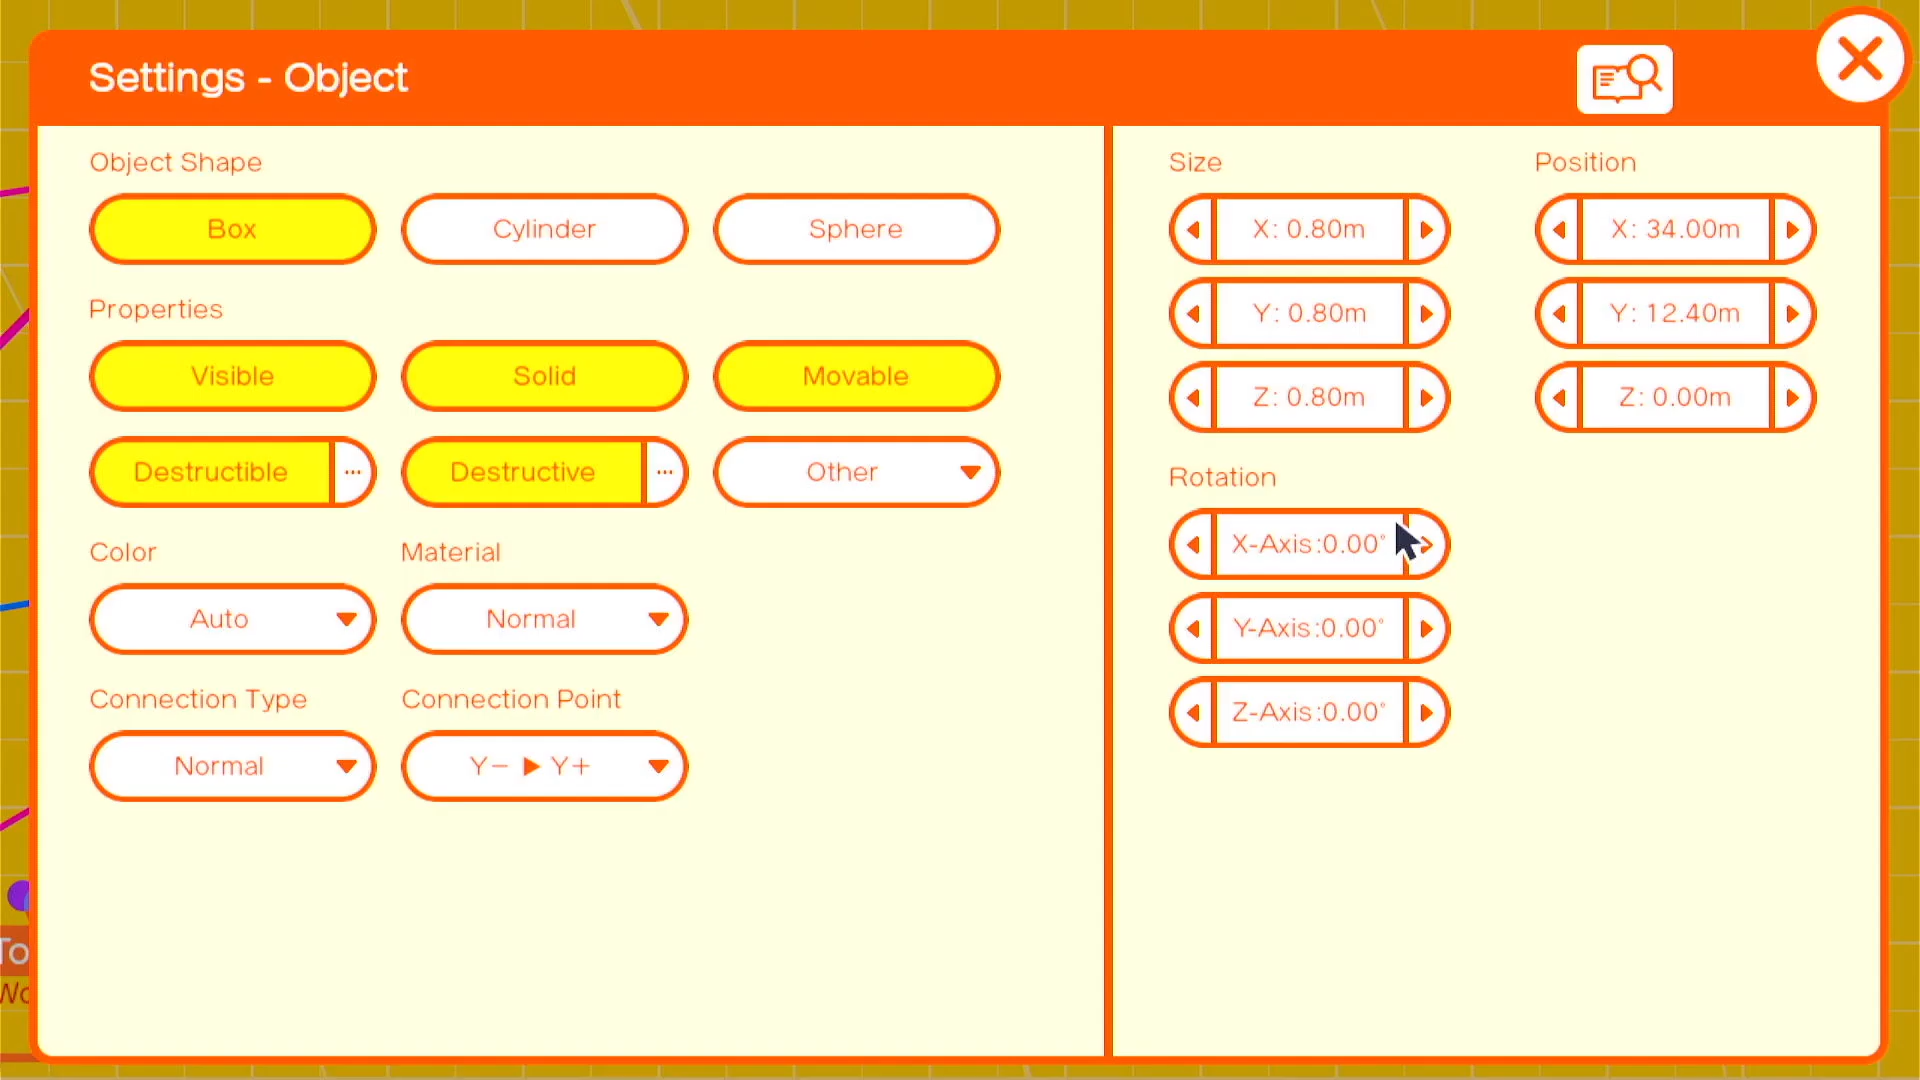 Settings - Object
Object Shape
Box
Cylinder
Sphere
Properties
Visible
Solid
Movable
Destructible
...
Destructive
...
Other
Color
Material
Auto
Normal
Connection Type
Connection Point
Normal
Y− ▶ Y+
Size
X: 0.80m
Y: 0.80m
Z: 0.80m
Position
X: 34.00m
Y: 12.40m
Z: 0.00m
Rotation
X-Axis:0.00°
Y-Axis:0.00°
Z-Axis:0.00°
To
Wo